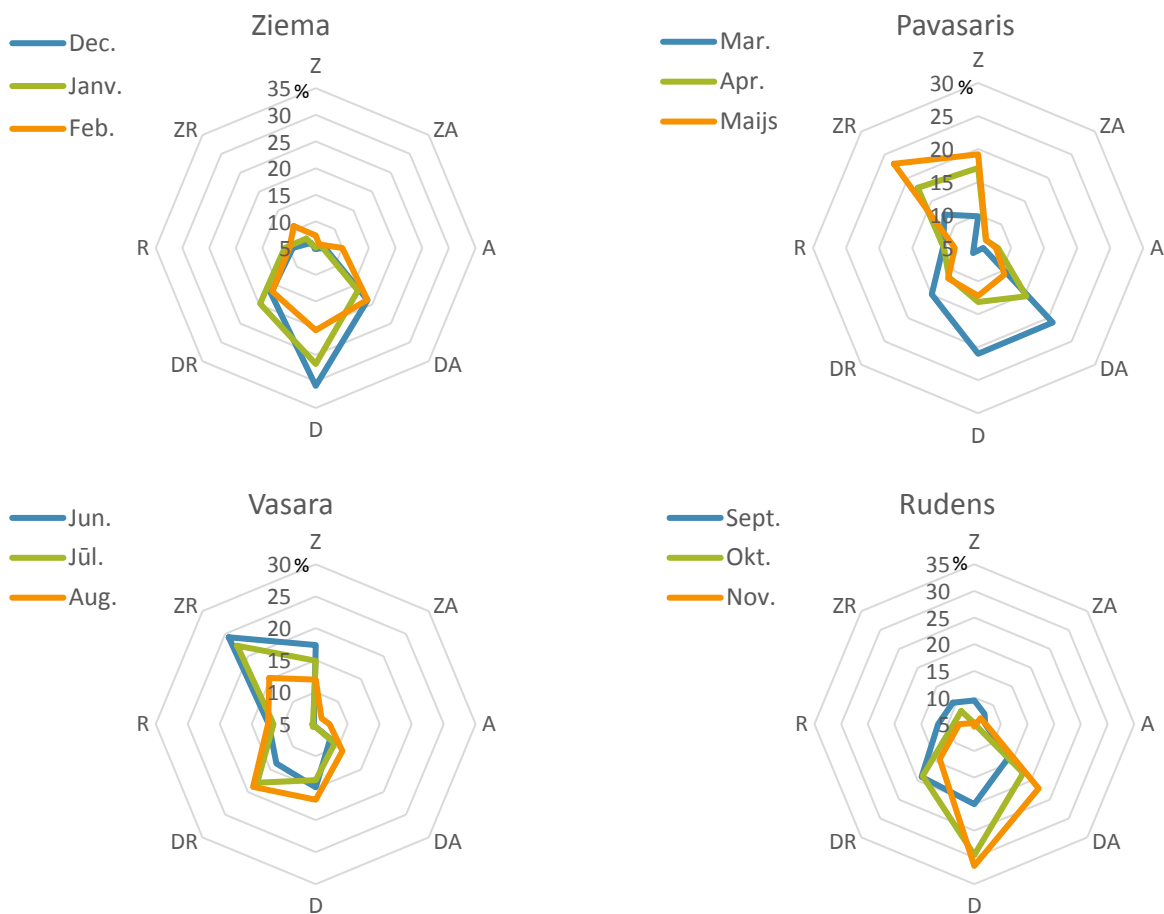 Ziema
Dec.
Janv.
Feb.
Z
ZA
A
DA
D
DR
R
ZR
35 %
30
25
20
15
10
5
Pavasaris
Mar.
Apr.
Maijs
Z
ZA
A
DA
D
DR
R
ZR
30 %
25
20
15
10
5
Vasara
Jun.
Jūl.
Aug.
Z
ZA
A
DA
D
DR
R
ZR
30 %
25
20
15
10
5
Rudens
Sept.
Okt.
Nov.
Z
ZA
A
DA
D
DR
R
ZR
35 %
30
25
20
15
10
5